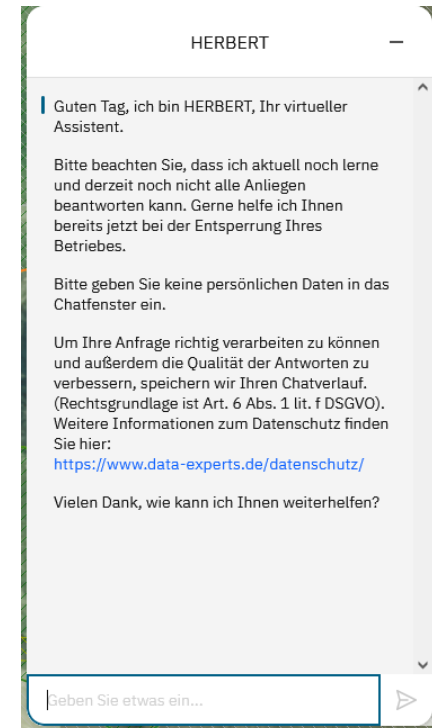 HERBERT
Guten Tag, ich bin HERBERT, Ihr virtueller
Assistent.
Bitte beachten Sie, dass ich aktuell noch lerne
und derzeit noch nicht alle Anliegen
beantworten kann. Gerne helfe ich Ihnen
bereits jetzt bei der Entsperrung Ihres
Betriebes.
Bitte geben Sie keine persönlichen Daten in das
Chatfenster ein.
Um Ihre Anfrage richtig verarbeiten zu können
und außerdem die Qualität der Antworten zu
verbessern, speichern wir Ihren Chatverlauf.
(Rechtsgrundlage ist Art. 6 Abs. 1 lit. f DSGVO).
Weitere Informationen zum Datenschutz finden
Sie hier:
https://www.data-experts.de/datenschutz/
Vielen Dank, wie kann ich Ihnen weiterhelfen?
Geben Sie etwas ein...